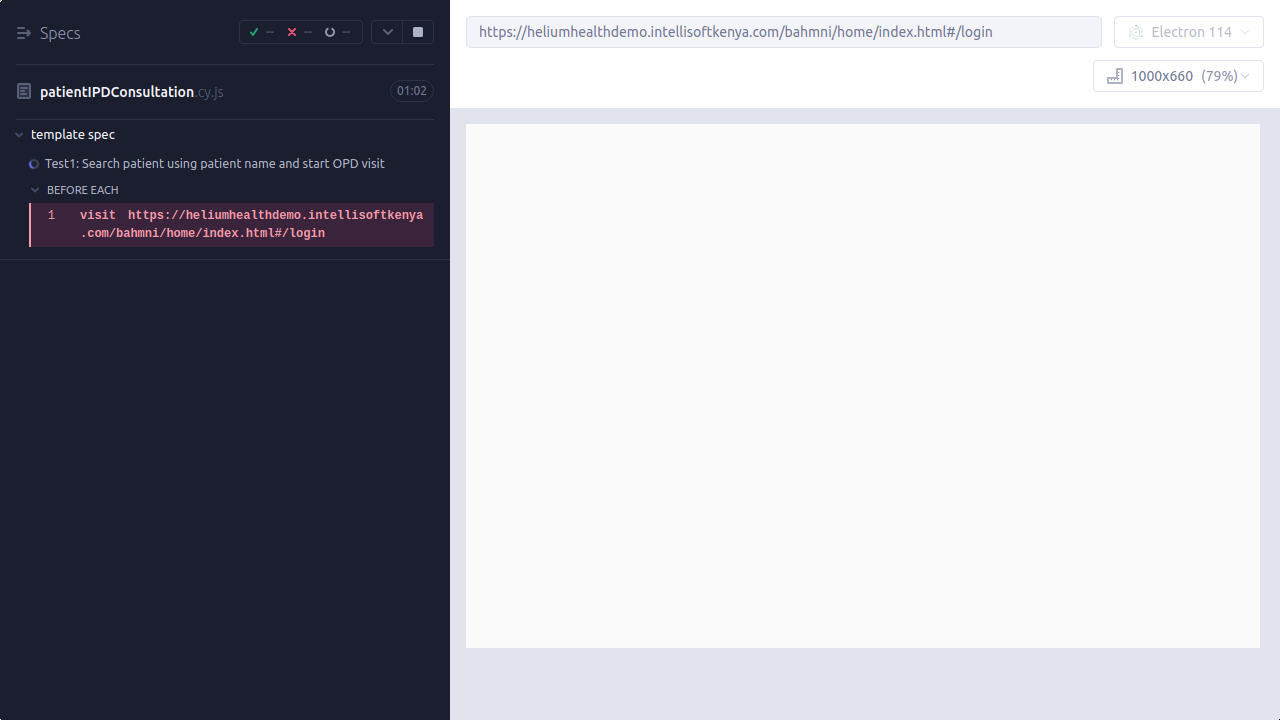 Specs
--
--
--
patientIPDConsultation.cy.js
01:02
template spec
Test1: Search patient using patient name and start OPD visit
BEFORE EACH
1 visit https://heliumhealthdemo.intellisoftkenya
.com/bahmni/home/index.html#/login
https://heliumhealthdemo.intellisoftkenya.com/bahmni/home/index.html#/login
Electron 114
1000x660 (79%)